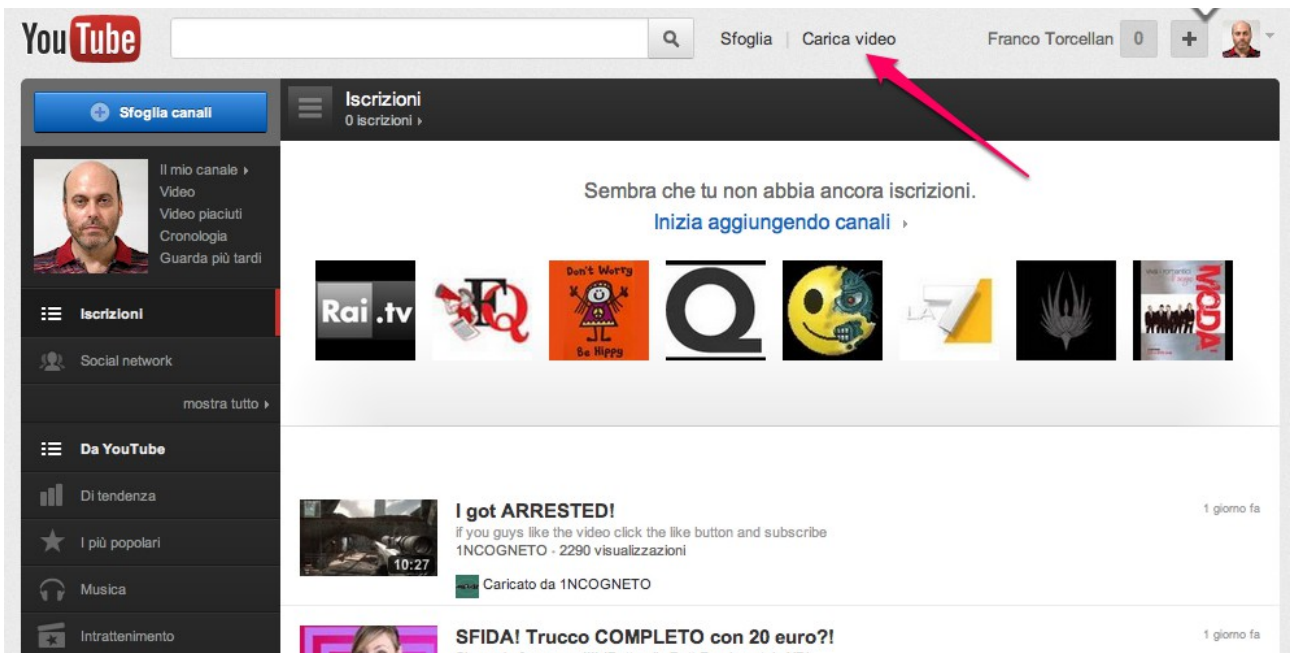 YouTube
Sfoglia | Carica video
Franco Torcellan 0 +
Sfoglia canali
Iscrizioni
0 iscrizioni
Il mio canale
Video
Video piaciuti
Cronologia
Guarda più tardi
Sembra che tu non abbia ancora iscrizioni.
Inizia aggiungendo canali
Rai.tv
FQ
Don't Worry
Be Hippy
Q
LA 7
MODA'
Iscrizioni
Social network
mostra tutto
Da YouTube
Di tendenza
I più popolari
Musica
Intrattenimento
I got ARRESTED!
1 giorno fa
if you guys like the video click the like button and subscribe
1NCOGNETO · 2290 visualizzazioni
10:27
Caricato da 1NCOGNETO
SFIDA! Trucco COMPLETO con 20 euro?!
1 giorno fa